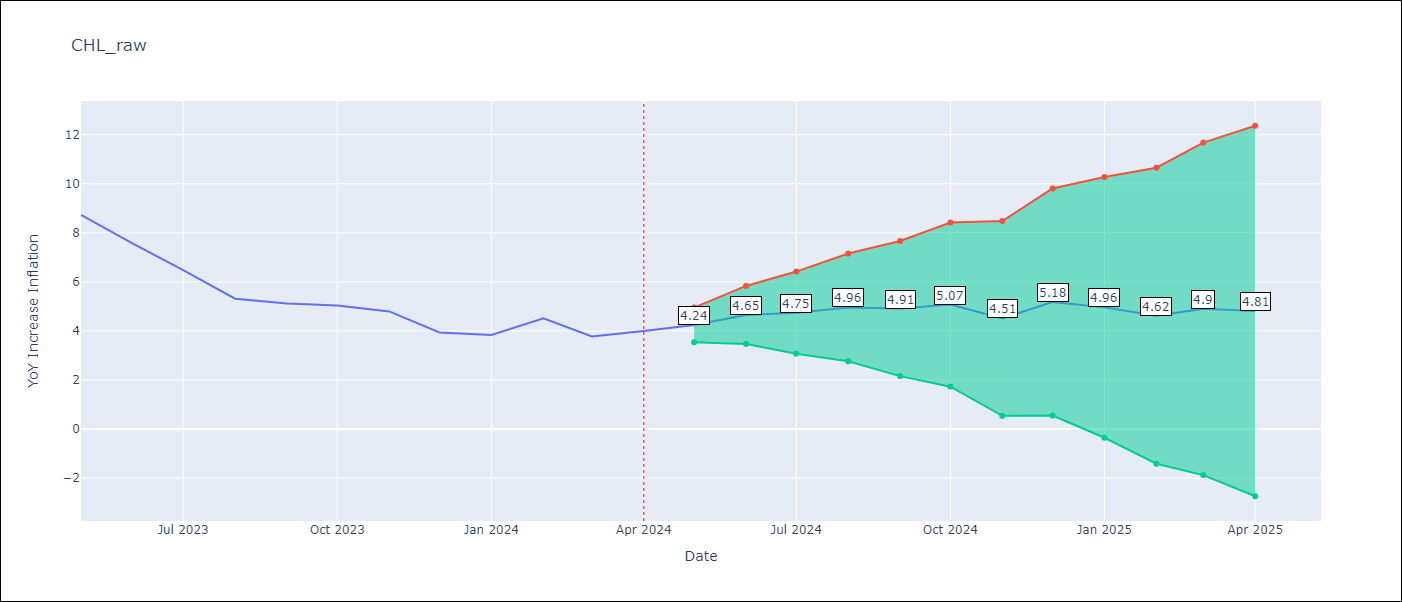 CHL_raw
YoY Increase Inflation
12
10
8
6
4
2
0
−2
4.24
4.65
4.75
4.96
4.91
5.07
4.51
5.18
4.96
4.62
4.9
4.81
Jul 2023
Oct 2023
Jan 2024
Apr 2024
Jul 2024
Oct 2024
Jan 2025
Apr 2025
Date